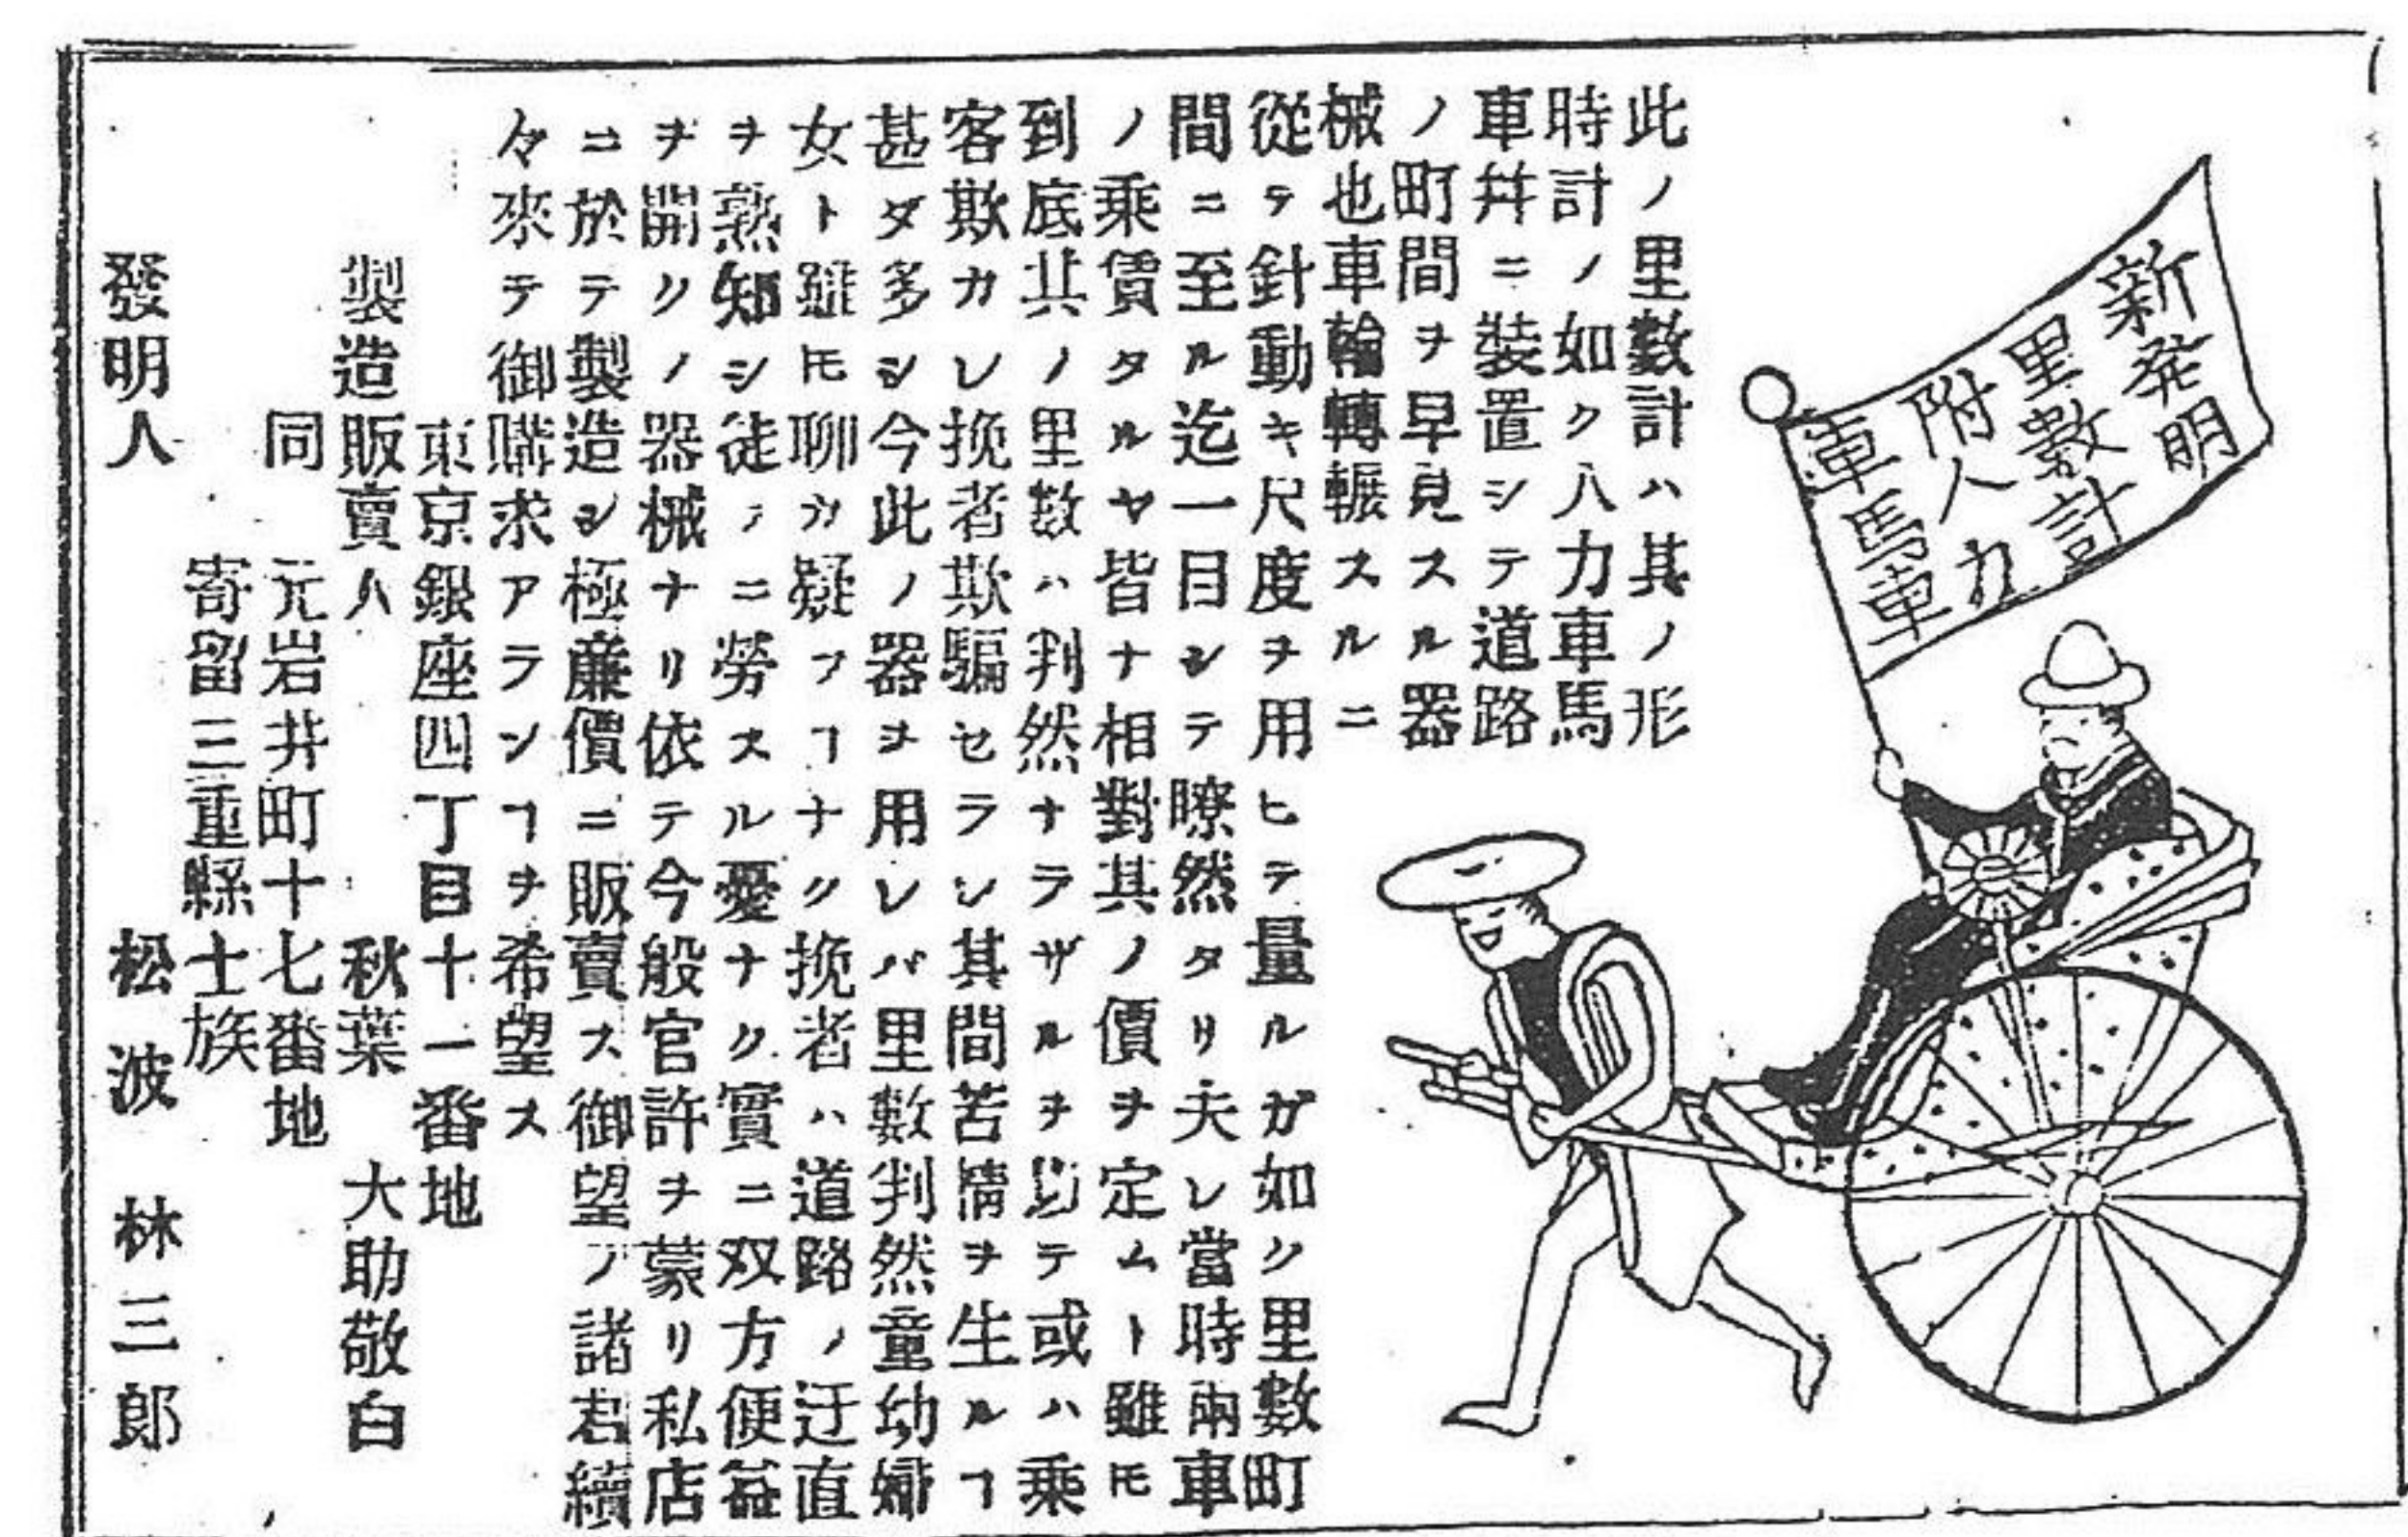 新発明
里數計
附人力
車馬車
此ノ里數計ハ其ノ形
時計ノ如ク人力車馬
車幷ニ裝置シテ道路
ノ町間ヲ早見スル器
械也車輪轉輾スルニ
從テ針動キ尺度ヲ用ヒテ量ルガ如ク里數町
間ニ至ル迄一目シテ瞭然タリ夫レ當時兩車
ノ乘賃タルヤ皆ナ相對其ノ價ヲ定ムト雖モ
到底其ノ里数ハ判然ナラザルヲ以テ或ハ乘
客欺カレ挽者欺騙セラレ其間苦情ヲ生ルヿ
甚ダ多シ今此ノ器ヲ用レバ里數判然童幼婦
女ト雖モ聊カ疑フヿナク挽者ハ道路ノ迂直
ヲ熟知シ徒ラニ勞スル憂ナク實ニ双方便益
ヲ開クノ器械ナリ依テ今般官許ヲ蒙リ私店
ニ於テ製造シ極廉價ニ販賣ス御望ノ諸君續
々來テ御購求アランヿヲ希望ス
東京銀座四丁目十一番地
製造販賣人 秋葉大助敬白
同 元岩井町十七番地
寄留三重縣士族
發明人 松波林三郎